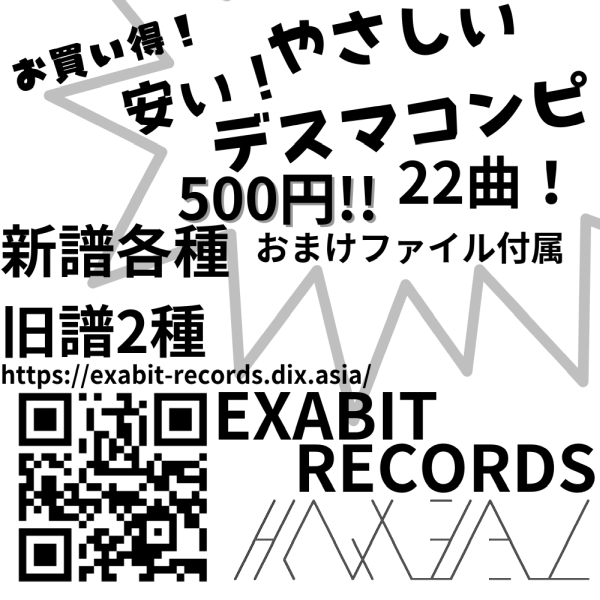 お買い得！
安い！
やさしい
デスマコンピ
500円!!
22曲！
新譜各種
おまけファイル付属
旧譜2種
https://exabit-records.dix.asia/
EXABIT
RECORDS